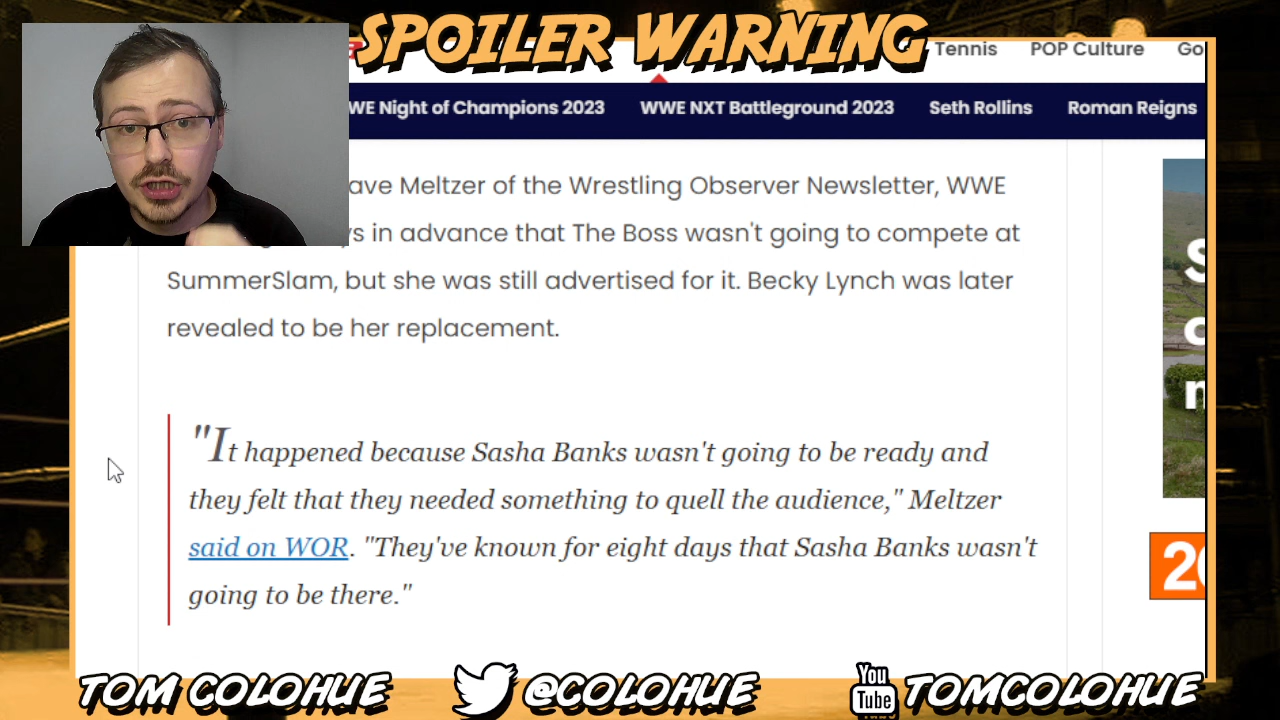 SPOILER WARNING
Tennis POP Culture Go
WE Night of Champions 2023 WWE NXT Battleground 2023 Seth Rollins Roman Reigns
ave Meltzer of the Wrestling Observer Newsletter, WWE
ys in advance that The Boss wasn't going to compete at
SummerSlam, but she was still advertised for it. Becky Lynch was later
revealed to be her replacement.
"It happened because Sasha Banks wasn't going to be ready and
they felt that they needed something to quell the audience," Meltzer
said on WOR. "They've known for eight days that Sasha Banks wasn't
going to be there."
20
TOM COLOHUE @COLOHUE You Tube TOMCOLOHUE